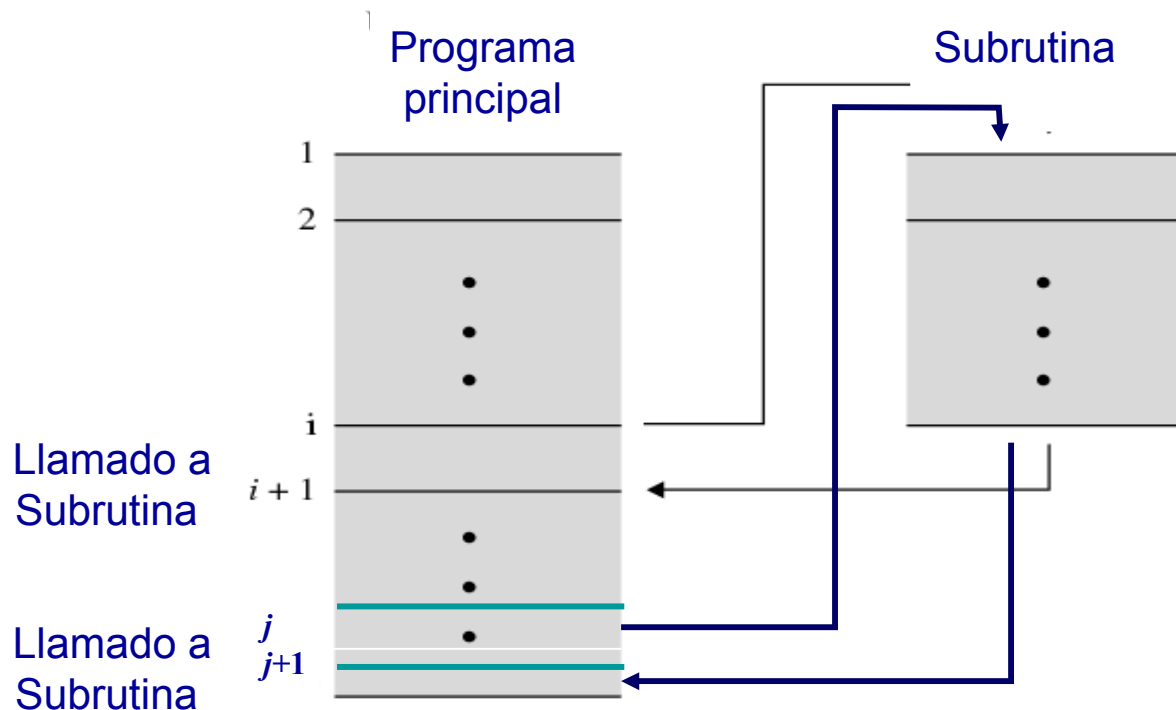 Programa
principal
Subrutina
1
2
i
Llamado a
Subrutina
i + 1
j
Llamado a
Subrutina
j+1